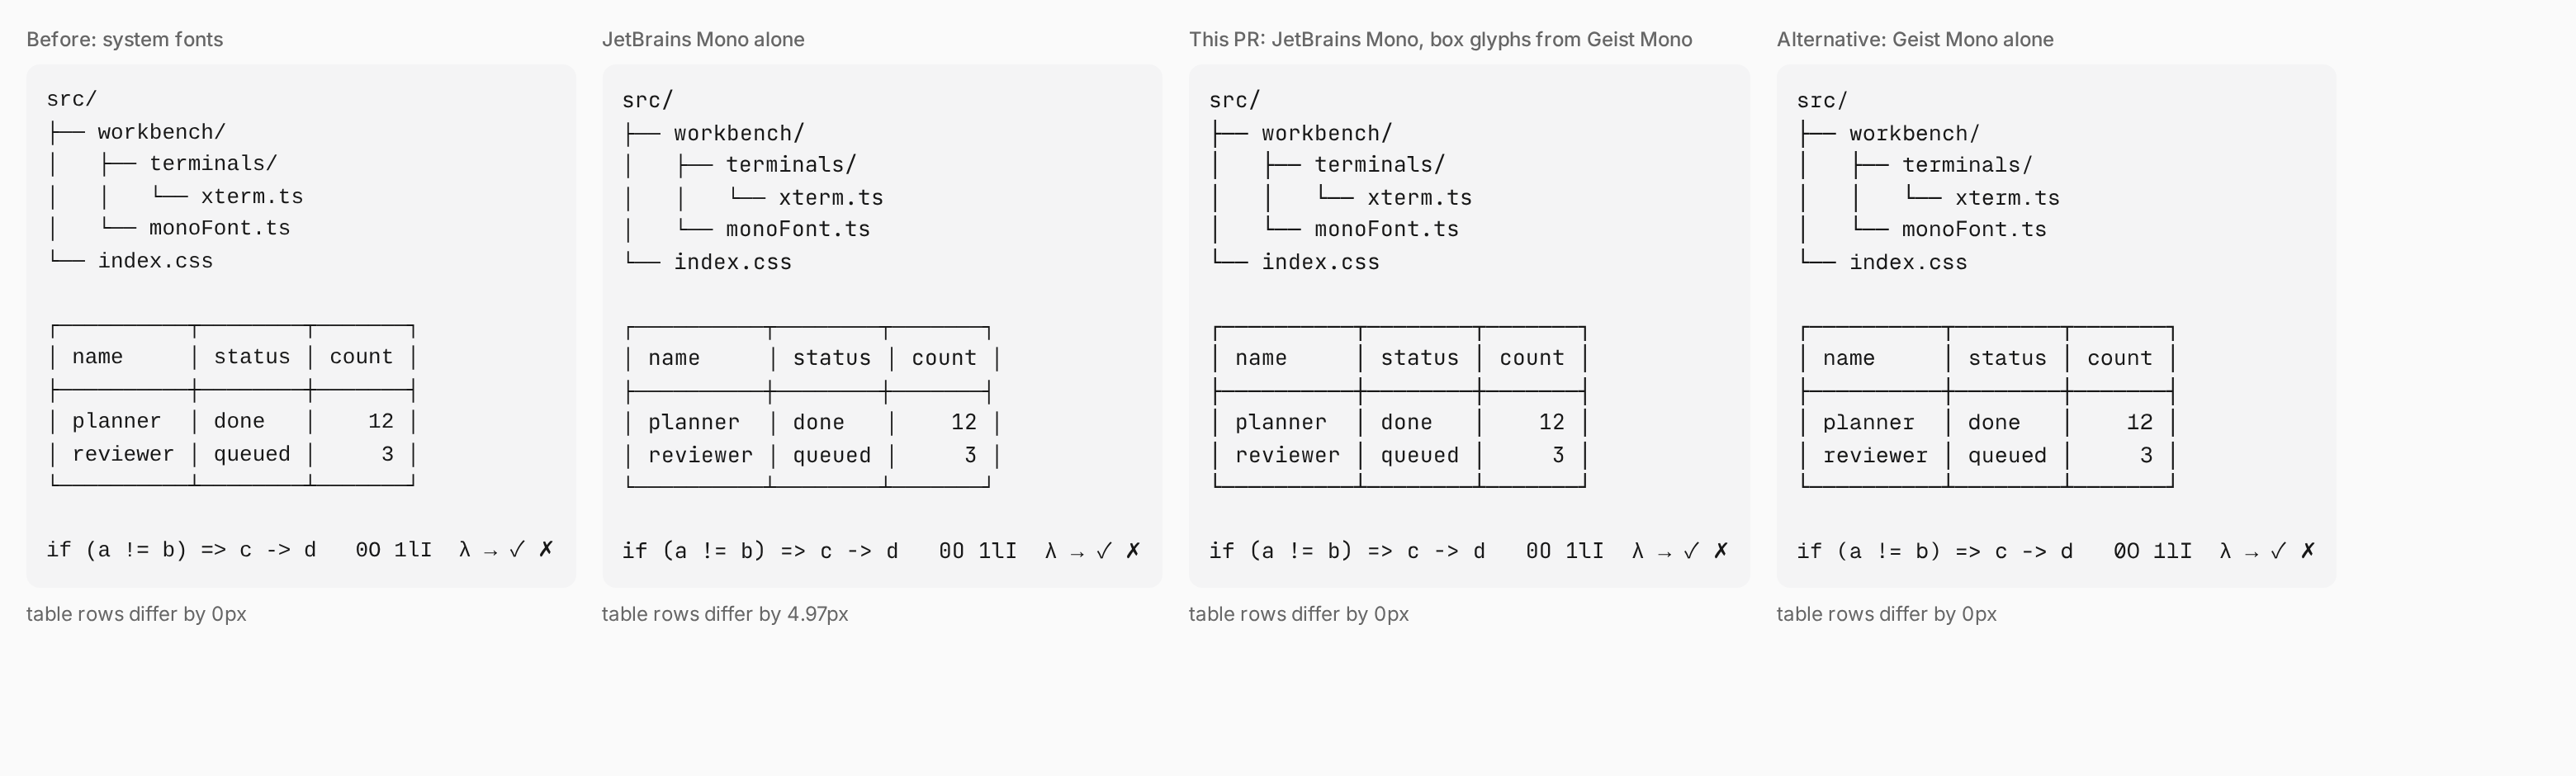 Before: system fonts
src/
├── workbench/
│   ├── terminals/
│   │   └── xterm.ts
│   └── monoFont.ts
└── index.css

┌──────────┬────────┬───────┐
│ name     │ status │ count │
├──────────┼────────┼───────┤
│ planner  │ done   │    12 │
│ reviewer │ queued │     3 │
└──────────┴────────┴───────┘

if (a != b) => c -> d   0O 1lI  λ → ✓ ✗
table rows differ by 0px
JetBrains Mono alone
src/
├── workbench/
│   ├── terminals/
│   │   └── xterm.ts
│   └── monoFont.ts
└── index.css

┌──────────┬────────┬───────┐
│ name     │ status │ count │
├──────────┼────────┼───────┤
│ planner  │ done   │    12 │
│ reviewer │ queued │     3 │
└──────────┴────────┴───────┘

if (a != b) => c -> d   0O 1lI  λ → ✓ ✗
table rows differ by 4.97px
This PR: JetBrains Mono, box glyphs from Geist Mono
src/
├── workbench/
│   ├── terminals/
│   │   └── xterm.ts
│   └── monoFont.ts
└── index.css

┌──────────┬────────┬───────┐
│ name     │ status │ count │
├──────────┼────────┼───────┤
│ planner  │ done   │    12 │
│ reviewer │ queued │     3 │
└──────────┴────────┴───────┘

if (a != b) => c -> d   0O 1lI  λ → ✓ ✗
table rows differ by 0px
Alternative: Geist Mono alone
src/
├── workbench/
│   ├── terminals/
│   │   └── xterm.ts
│   └── monoFont.ts
└── index.css

┌──────────┬────────┬───────┐
│ name     │ status │ count │
├──────────┼────────┼───────┤
│ planner  │ done   │    12 │
│ reviewer │ queued │     3 │
└──────────┴────────┴───────┘

if (a != b) => c -> d   0O 1lI  λ → ✓ ✗
table rows differ by 0px